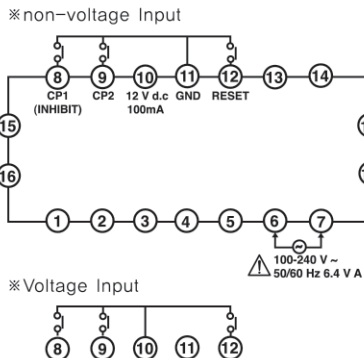 ※non-voltage Input
8 9 10 11 12 13 14
CP1 CP2 12 V d.c GND RESET
(INHIBIT) 100mA
15
16
1 2 3 4 5 6 7
100-240 V ~
50/60 Hz 6.4 V A
※Voltage Input
8 9 10 11 12